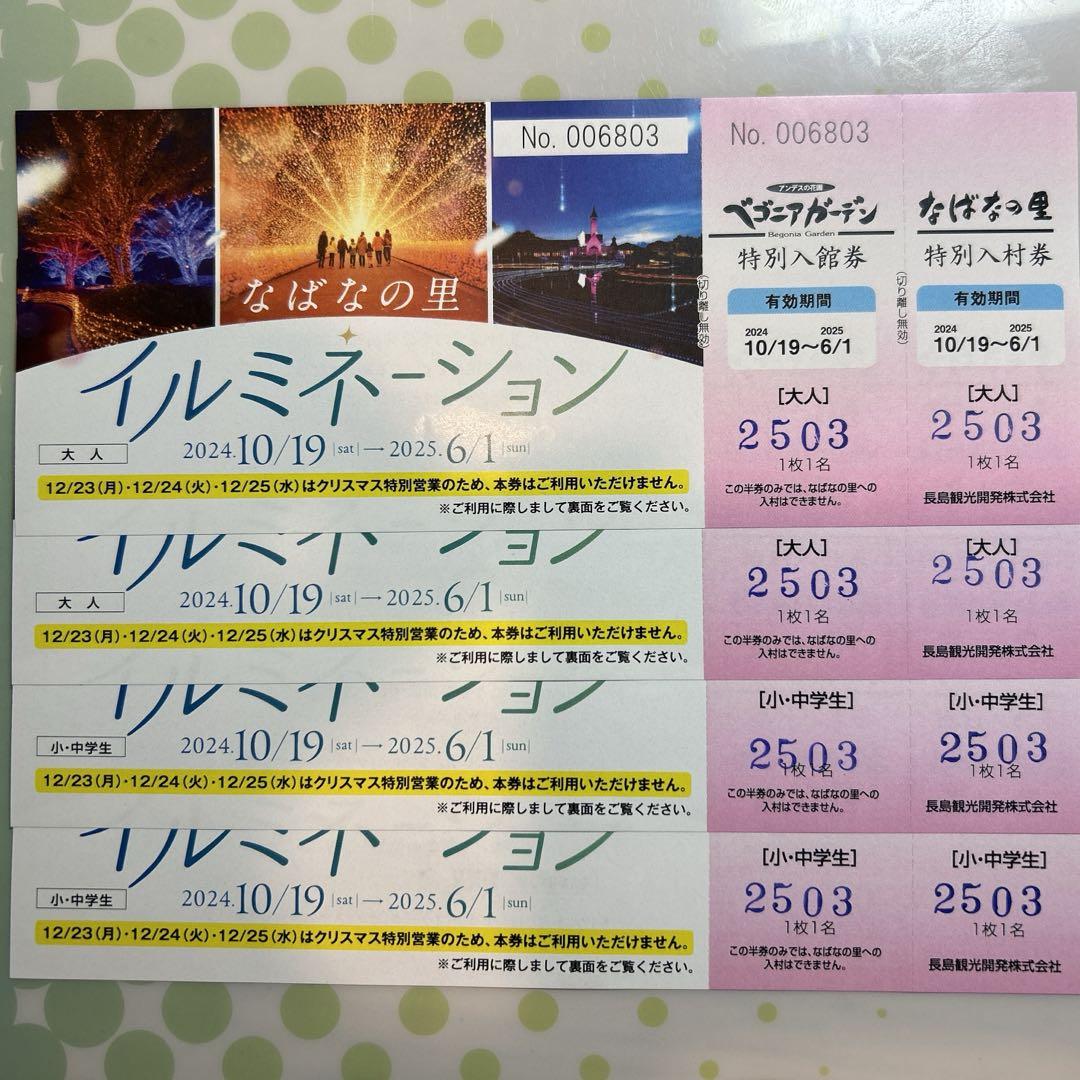 No. 006803
なばなの里
イルミネーション
大人
2024.10/19 |sat| → 2025.6/1 |sun|
12/23(月)・12/24(火)・12/25(水)はクリスマス特別営業のため、本券はご利用いただけません。
※ご利用に際しまして裏面をご覧ください。
(切り離し無効)
No. 006803
アンデスの花園
ベゴニアガーデン
Begonia Garden
特別入館券
有効期間
2024 2025
10/19~6/1
[大人]
2503
1枚1名
この半券のみでは、なばなの里への
入村はできません。
(切り離し無効)
なばなの里
特別入村券
有効期間
2024 2025
10/19~6/1
[大人]
2503
1枚1名
長島観光開発株式会社
イルミネーション
大人
2024.10/19 |sat| → 2025.6/1 |sun|
12/23(月)・12/24(火)・12/25(水)はクリスマス特別営業のため、本券はご利用いただけません。
※ご利用に際しまして裏面をご覧ください。
[大人]
2503
1枚1名
この半券のみでは、なばなの里への
入村はできません。
[大人]
2503
1枚1名
長島観光開発株式会社
イルミネーション
小・中学生
2024.10/19 |sat| → 2025.6/1 |sun|
12/23(月)・12/24(火)・12/25(水)はクリスマス特別営業のため、本券はご利用いただけません。
※ご利用に際しまして裏面をご覧ください。
[小・中学生]
2503
1枚1名
この半券のみでは、なばなの里への
入村はできません。
[小・中学生]
2503
1枚1名
長島観光開発株式会社
イルミネーション
小・中学生
2024.10/19 |sat| → 2025.6/1 |sun|
12/23(月)・12/24(火)・12/25(水)はクリスマス特別営業のため、本券はご利用いただけません。
※ご利用に際しまして裏面をご覧ください。
[小・中学生]
2503
1枚1名
この半券のみでは、なばなの里への
入村はできません。
[小・中学生]
2503
1枚1名
長島観光開発株式会社